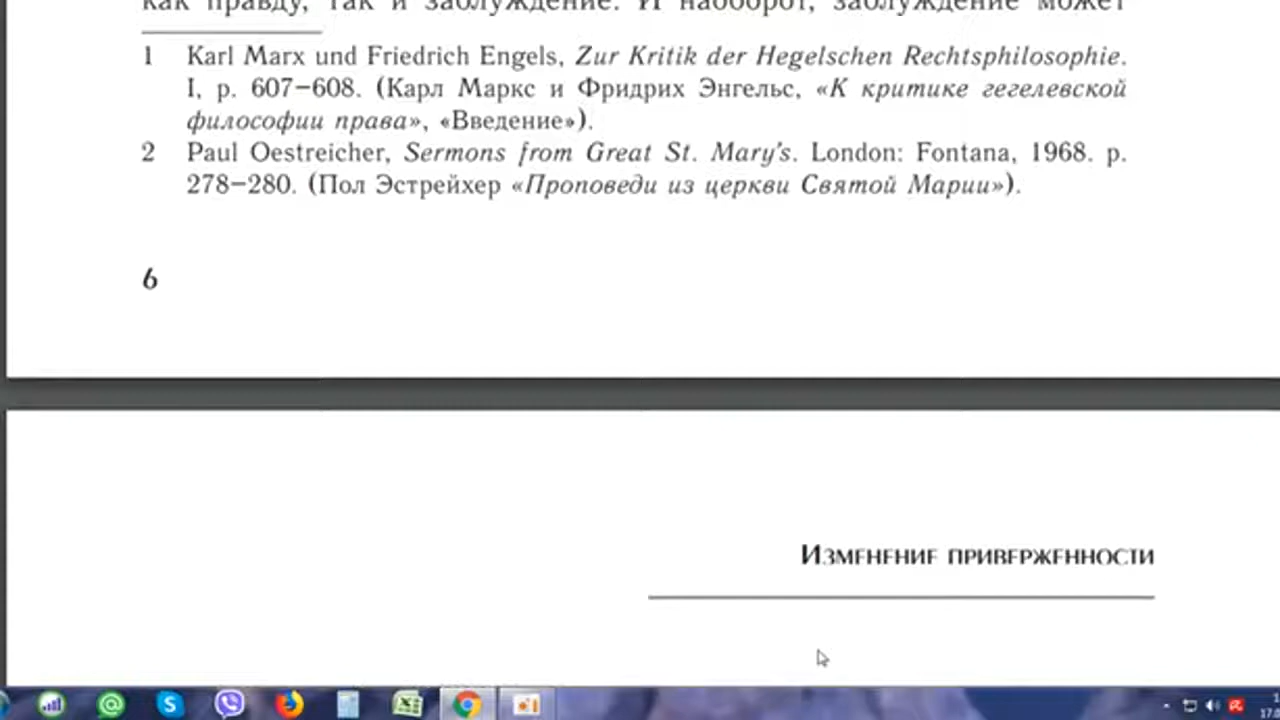 как правду, так и заблуждение. И наоборот, заблуждение может
1 Karl Marx und Friedrich Engels, Zur Kritik der Hegelschen Rechtsphilosophie.
I, p. 607–608. (Карл Маркс и Фридрих Энгельс, «К критике гегелевской
философии права», «Введение»).
2 Paul Oestreicher, Sermons from Great St. Mary's. London: Fontana, 1968. p.
278–280. (Пол Эстрейхер «Проповеди из церкви Святой Марии»).
6
Изменение приверженности